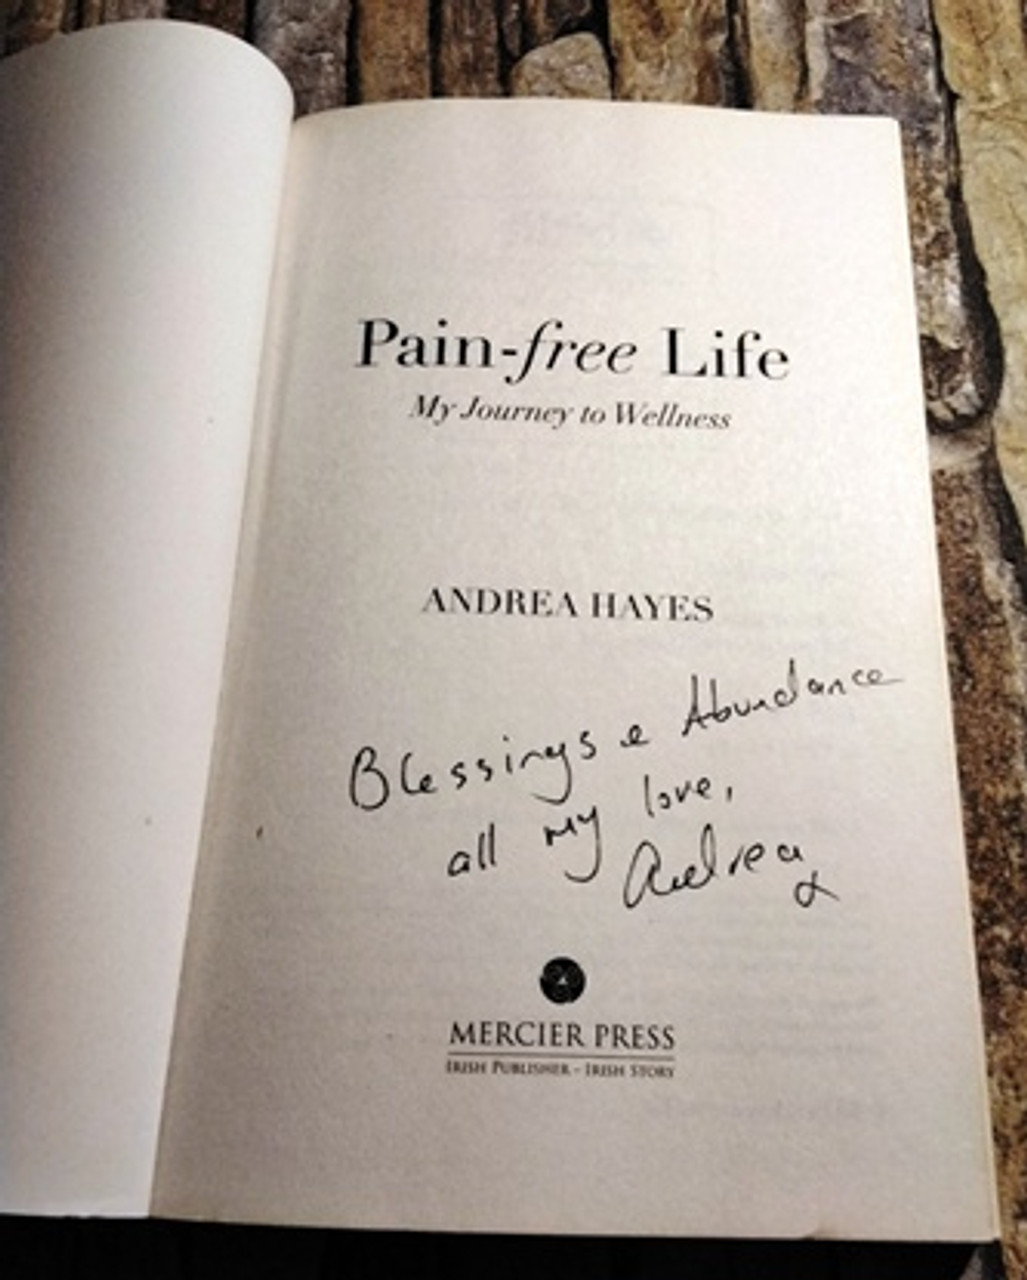 Pain-free Life
My Journey to Wellness
ANDREA HAYES
Blessings & Abundance
all my love,
Andrea x
MERCIER PRESS
IRISH PUBLISHER - IRISH STORY